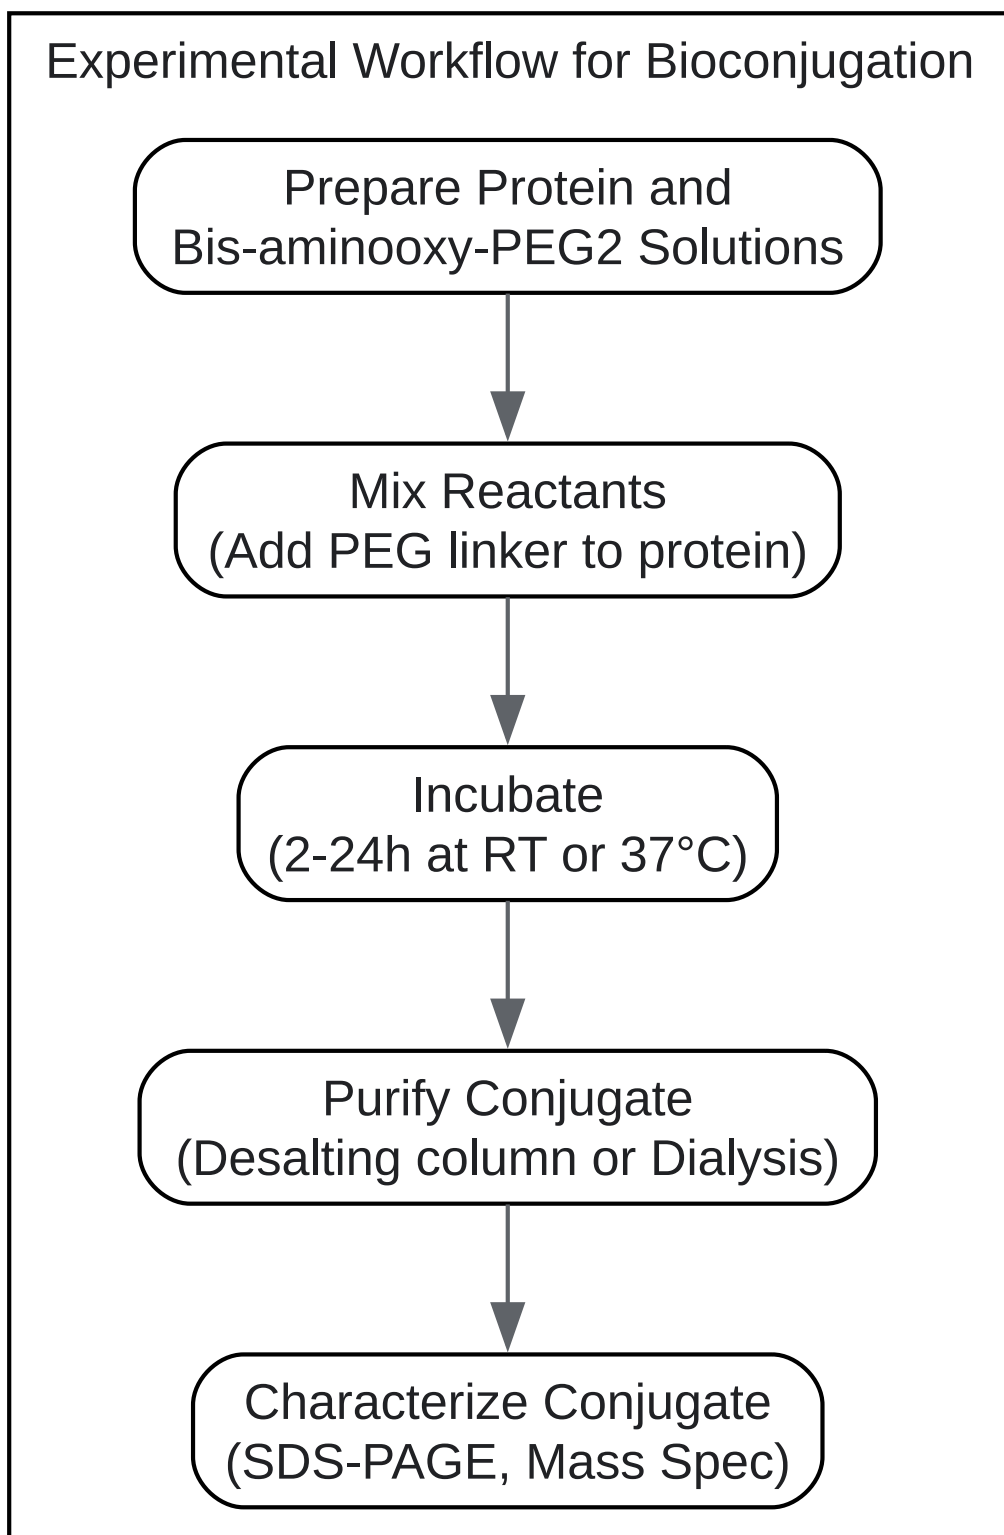 Experimental Workflow for Bioconjugation
Prepare Protein and
Bis-aminooxy-PEG2 Solutions
Mix Reactants
(Add PEG linker to protein)
Incubate
(2-24h at RT or 37°C)
Purify Conjugate
(Desalting column or Dialysis)
Characterize Conjugate
(SDS-PAGE, Mass Spec)